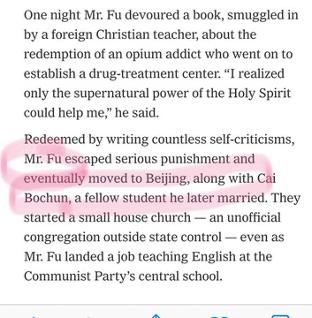 One night Mr. Fu devoured a book, smuggled in
by a foreign Christian teacher, about the
redemption of an opium addict who went on to
establish a drug-treatment center. “I realized
only the supernatural power of the Holy Spirit
could help me,” he said.
Redeemed by writing countless self-criticisms,
Mr. Fu escaped serious punishment and
eventually moved to Beijing, along with Cai
Bochun, a fellow student he later married. They
started a small house church — an unofficial
congregation outside state control — even as
Mr. Fu landed a job teaching English at the
Communist Party’s central school.